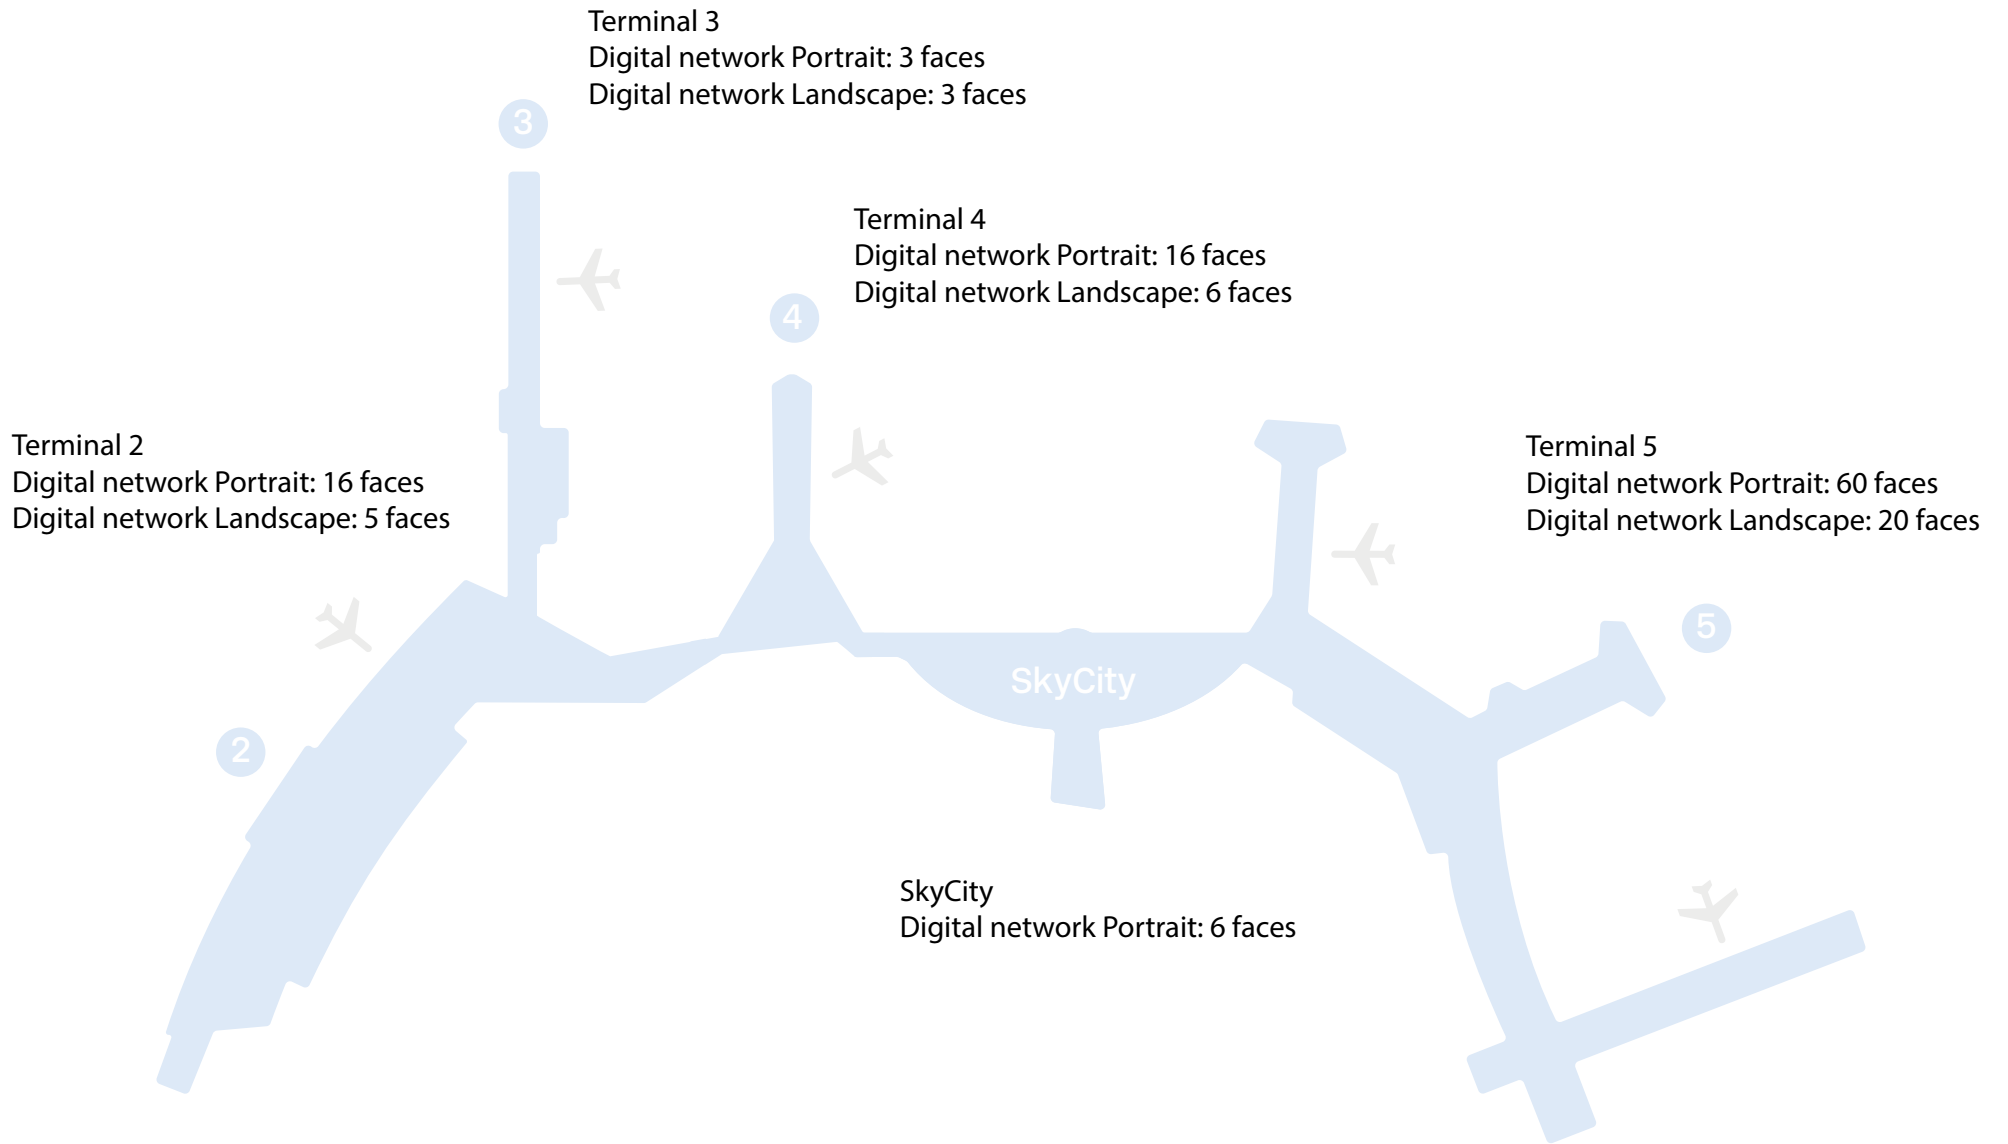 Terminal 3
Digital network Portrait: 3 faces
Digital network Landscape: 3 faces
3
Terminal 4
Digital network Portrait: 16 faces
Digital network Landscape: 6 faces
4
Terminal 2
Digital network Portrait: 16 faces
Digital network Landscape: 5 faces
Terminal 5
Digital network Portrait: 60 faces
Digital network Landscape: 20 faces
5
SkyCity
2
SkyCity
Digital network Portrait: 6 faces